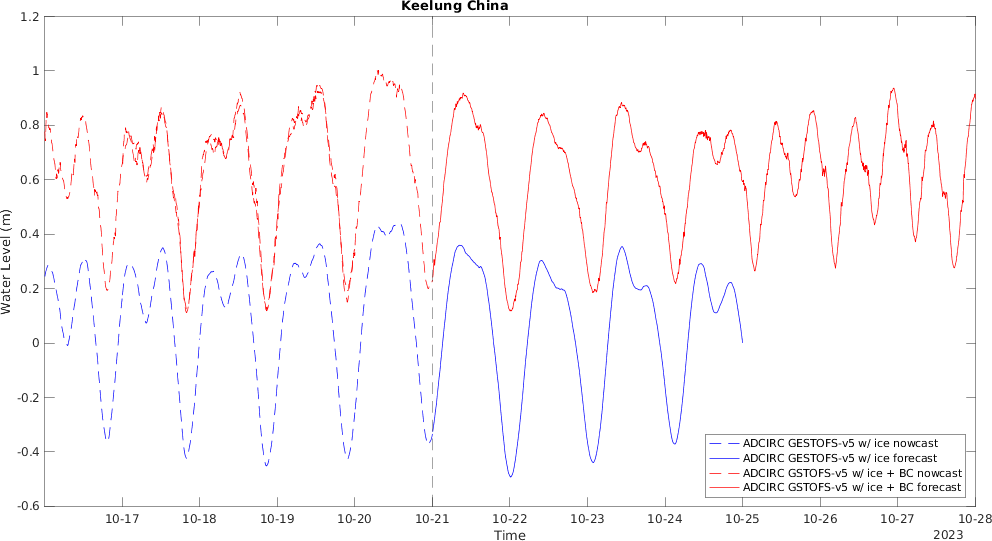 Keelung China
1.2
1
0.8
0.6
0.4
0.2
0
-0.2
-0.4
-0.6
Water Level (m)
ADCIRC GESTOFS-v5 w/ ice nowcast
ADCIRC GESTOFS-v5 w/ ice forecast
ADCIRC GSTOFS-v5 w/ ice + BC nowcast
ADCIRC GSTOFS-v5 w/ ice + BC forecast
10-17 10-18 10-19 10-20 10-21 10-22 10-23 10-24 10-25 10-26 10-27 10-28
Time
2023